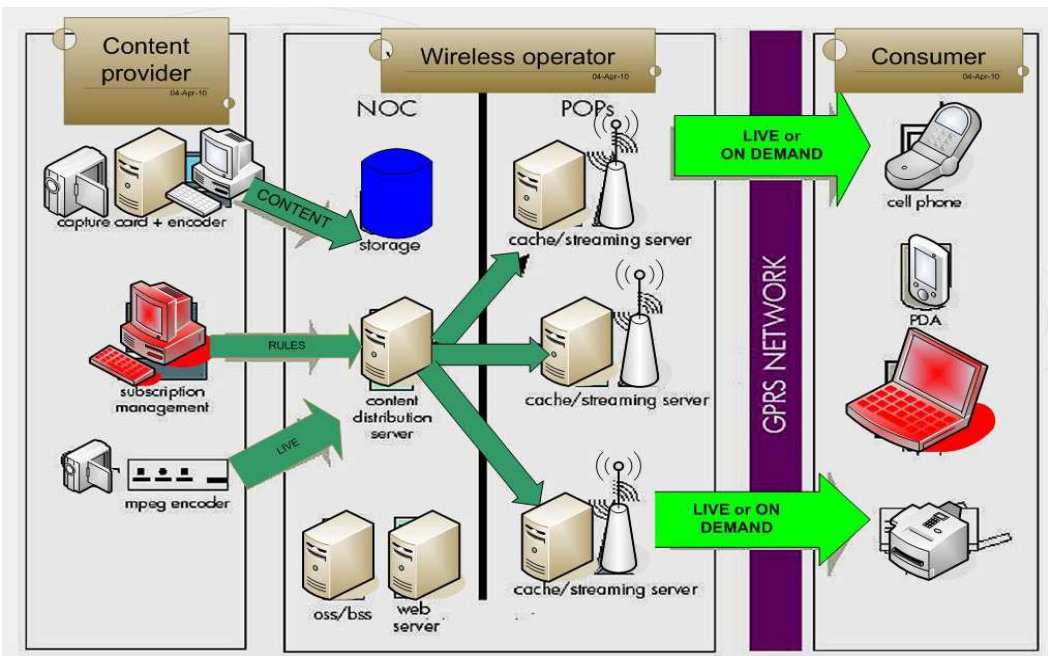 Content
provider
04-Apr-10
Wireless operator
04-Apr-10
Consumer
04-Apr-10
NOC
POPs
capture card + encoder
CONTENT
storage
cache/streaming server
LIVE or
ON DEMAND
cell phone
subscription
management
RULES
content
distribution
server
cache/streaming server
GPRS NETWORK
PDA
mpeg encoder
LIVE
oss/bss
web
server
cache/streaming server
LIVE or ON
DEMAND